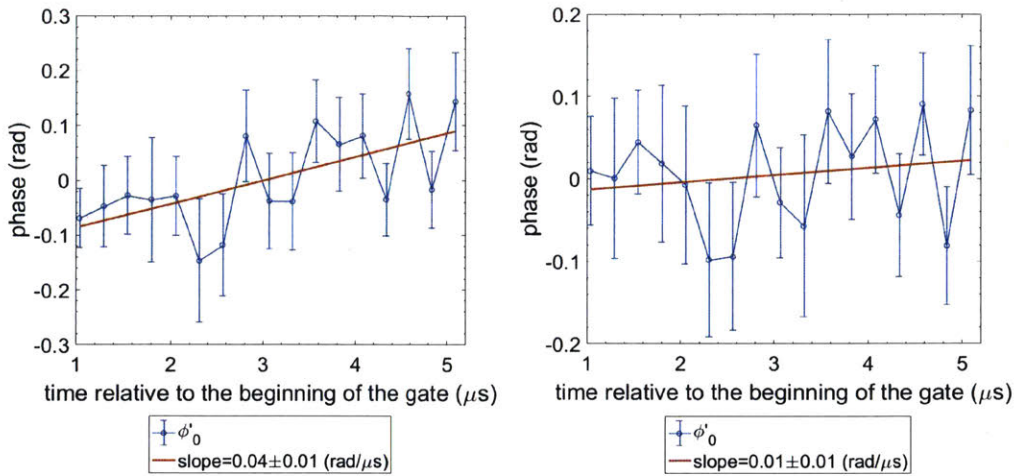 0.3
0.2
0.1
0
-0.1
-0.2
-0.3
phase (rad)
1 2 3 4 5
time relative to the beginning of the gate (μs)
ϕ'0
slope=0.04±0.01 (rad/μs)
0.2
0.1
0
-0.1
-0.2
phase (rad)
1 2 3 4 5
time relative to the beginning of the gate (μs)
ϕ'0
slope=0.01±0.01 (rad/μs)